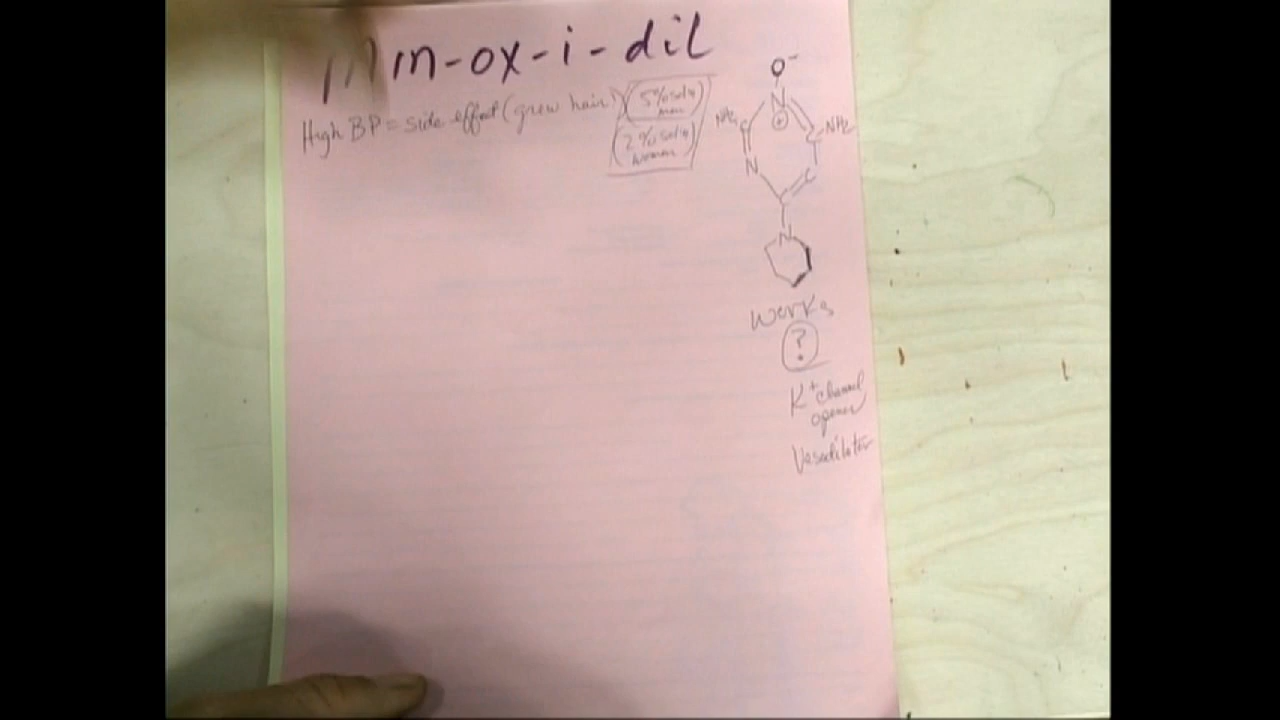 Min-ox-i-dil
High BP = side effect (grew hair)
5% soln
men
2% soln
women
O⁻
N
⊕
NH₂
C
C
NH₂
N
C
C
N
Works
?
K⁺ channel
opener
Vasodilator